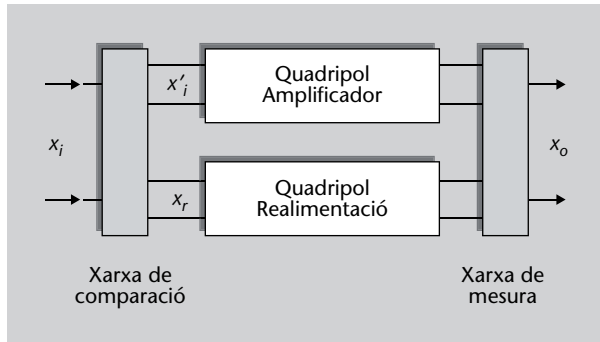 Quadripol
Amplificador
x'i
xi
xo
xr
Quadripol
Realimentació
Xarxa de
comparació
Xarxa de
mesura